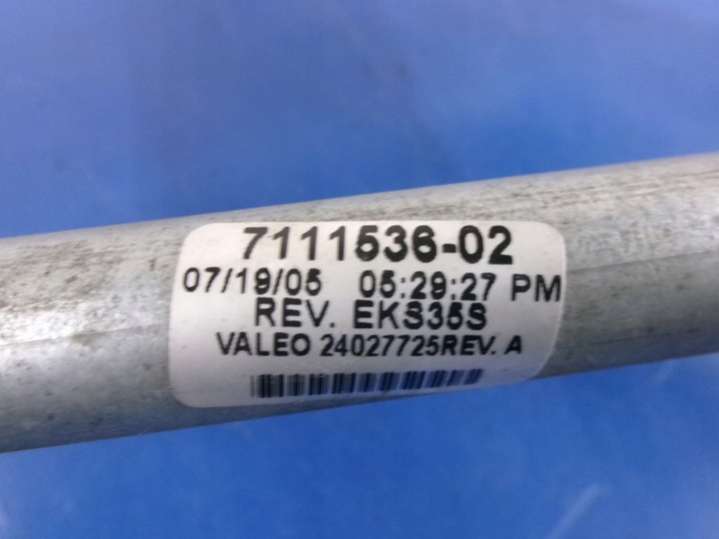 7111536-02
07/19/05 05:29:27 PM
REV. EKS35S
VALEO 24027725REV. A